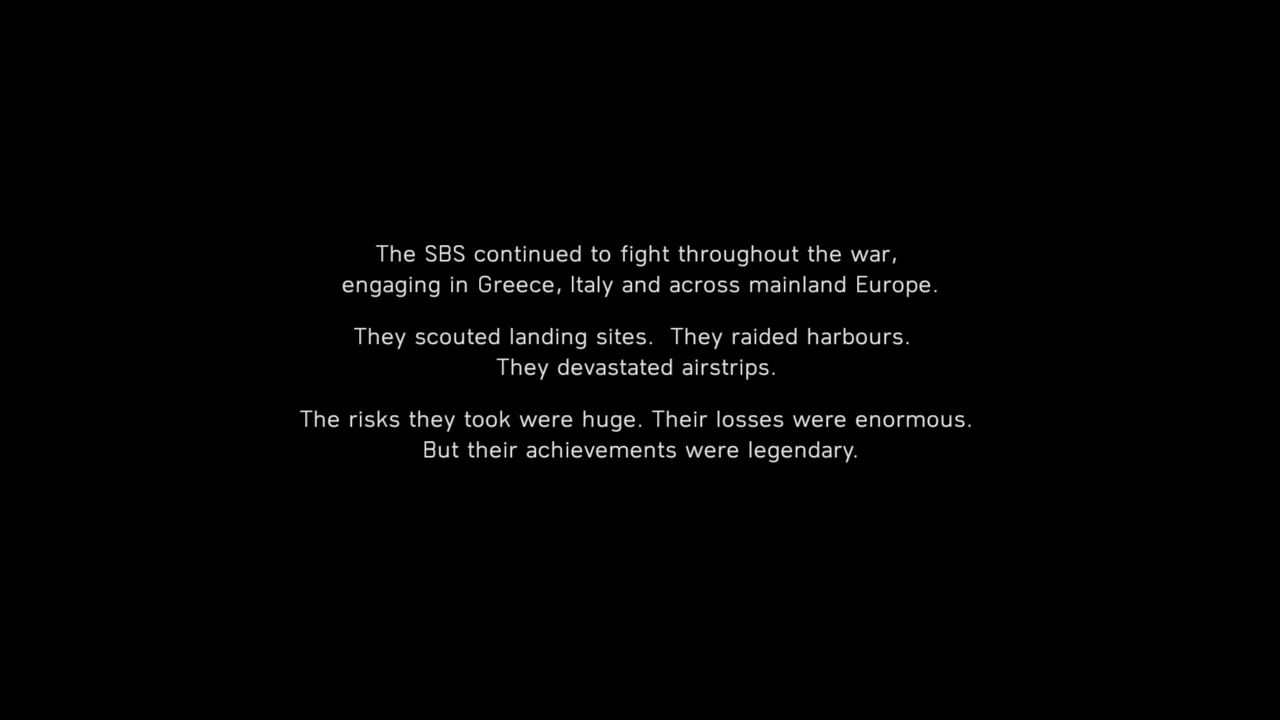 The SBS continued to fight throughout the war,
engaging in Greece, Italy and across mainland Europe.
They scouted landing sites.  They raided harbours.
They devastated airstrips.
The risks they took were huge. Their losses were enormous.
But their achievements were legendary.